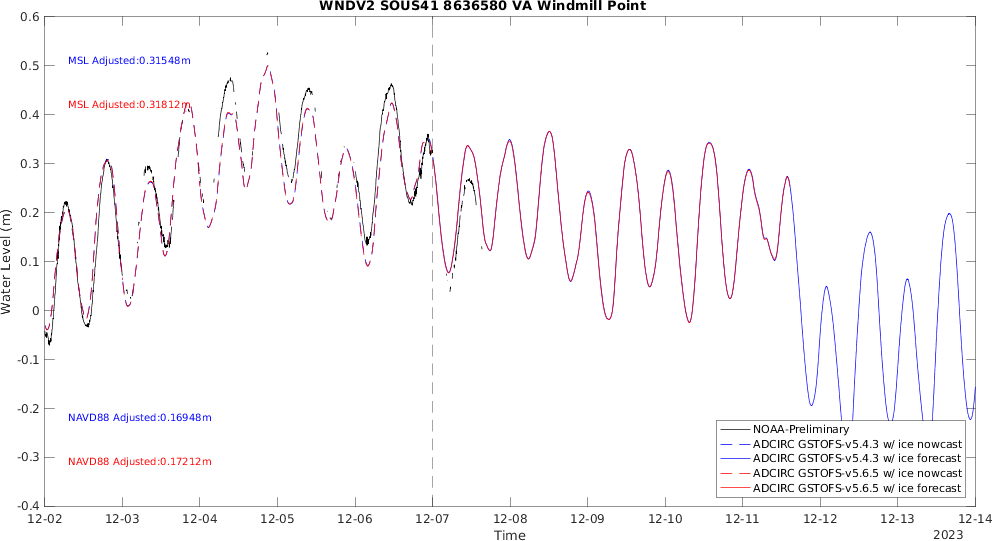 WNDV2 SOUS41 8636580 VA Windmill Point
0.6
0.5
0.4
0.3
0.2
0.1
0
-0.1
-0.2
-0.3
-0.4
Water Level (m)
MSL Adjusted:0.31548m
MSL Adjusted:0.31812m
NAVD88 Adjusted:0.16948m
NAVD88 Adjusted:0.17212m
NOAA-Preliminary
ADCIRC GSTOFS-v5.4.3 w/ ice nowcast
ADCIRC GSTOFS-v5.4.3 w/ ice forecast
ADCIRC GSTOFS-v5.6.5 w/ ice nowcast
ADCIRC GSTOFS-v5.6.5 w/ ice forecast
12-02 12-03 12-04 12-05 12-06 12-07 12-08 12-09 12-10 12-11 12-12 12-13 12-14
Time
2023